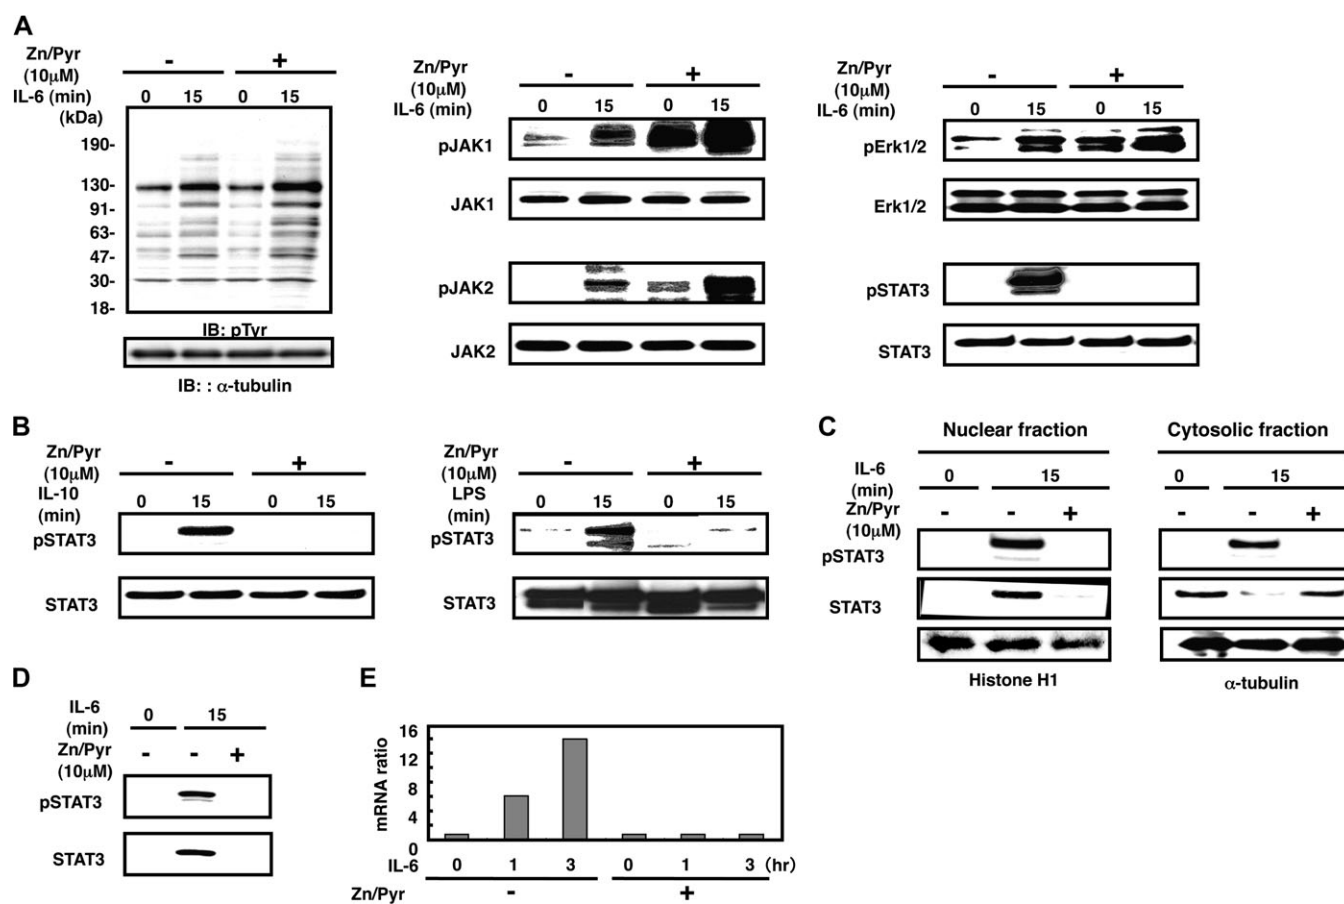 A
Zn/Pyr
(10μM)
- +
IL-6 (min) 0 15 0 15
(kDa)
190-
130-
91-
63-
47-
30-
18-
IB: pTyr
IB: : α-tubulin
Zn/Pyr
(10μM)
- +
IL-6 (min) 0 15 0 15
pJAK1
JAK1
pJAK2
JAK2
Zn/Pyr
(10μM)
- +
IL-6 (min) 0 15 0 15
pErk1/2
Erk1/2
pSTAT3
STAT3
B
Zn/Pyr
(10μM)
- +
IL-10 0 15 0 15
(min)
pSTAT3
STAT3
Zn/Pyr
(10μM)
- +
LPS 0 15 0 15
(min)
pSTAT3
STAT3
C
Nuclear fraction Cytosolic fraction
IL-6 0 15 0 15
(min)
Zn/Pyr - - + - - +
(10μM)
pSTAT3
STAT3
Histone H1 α-tubulin
D
IL-6 0 15
(min)
Zn/Pyr - - +
(10μM)
pSTAT3
STAT3
E
mRNA ratio
16
12
8
4
0
IL-6 0 1 3 0 1 3 (hr)
Zn/Pyr - +